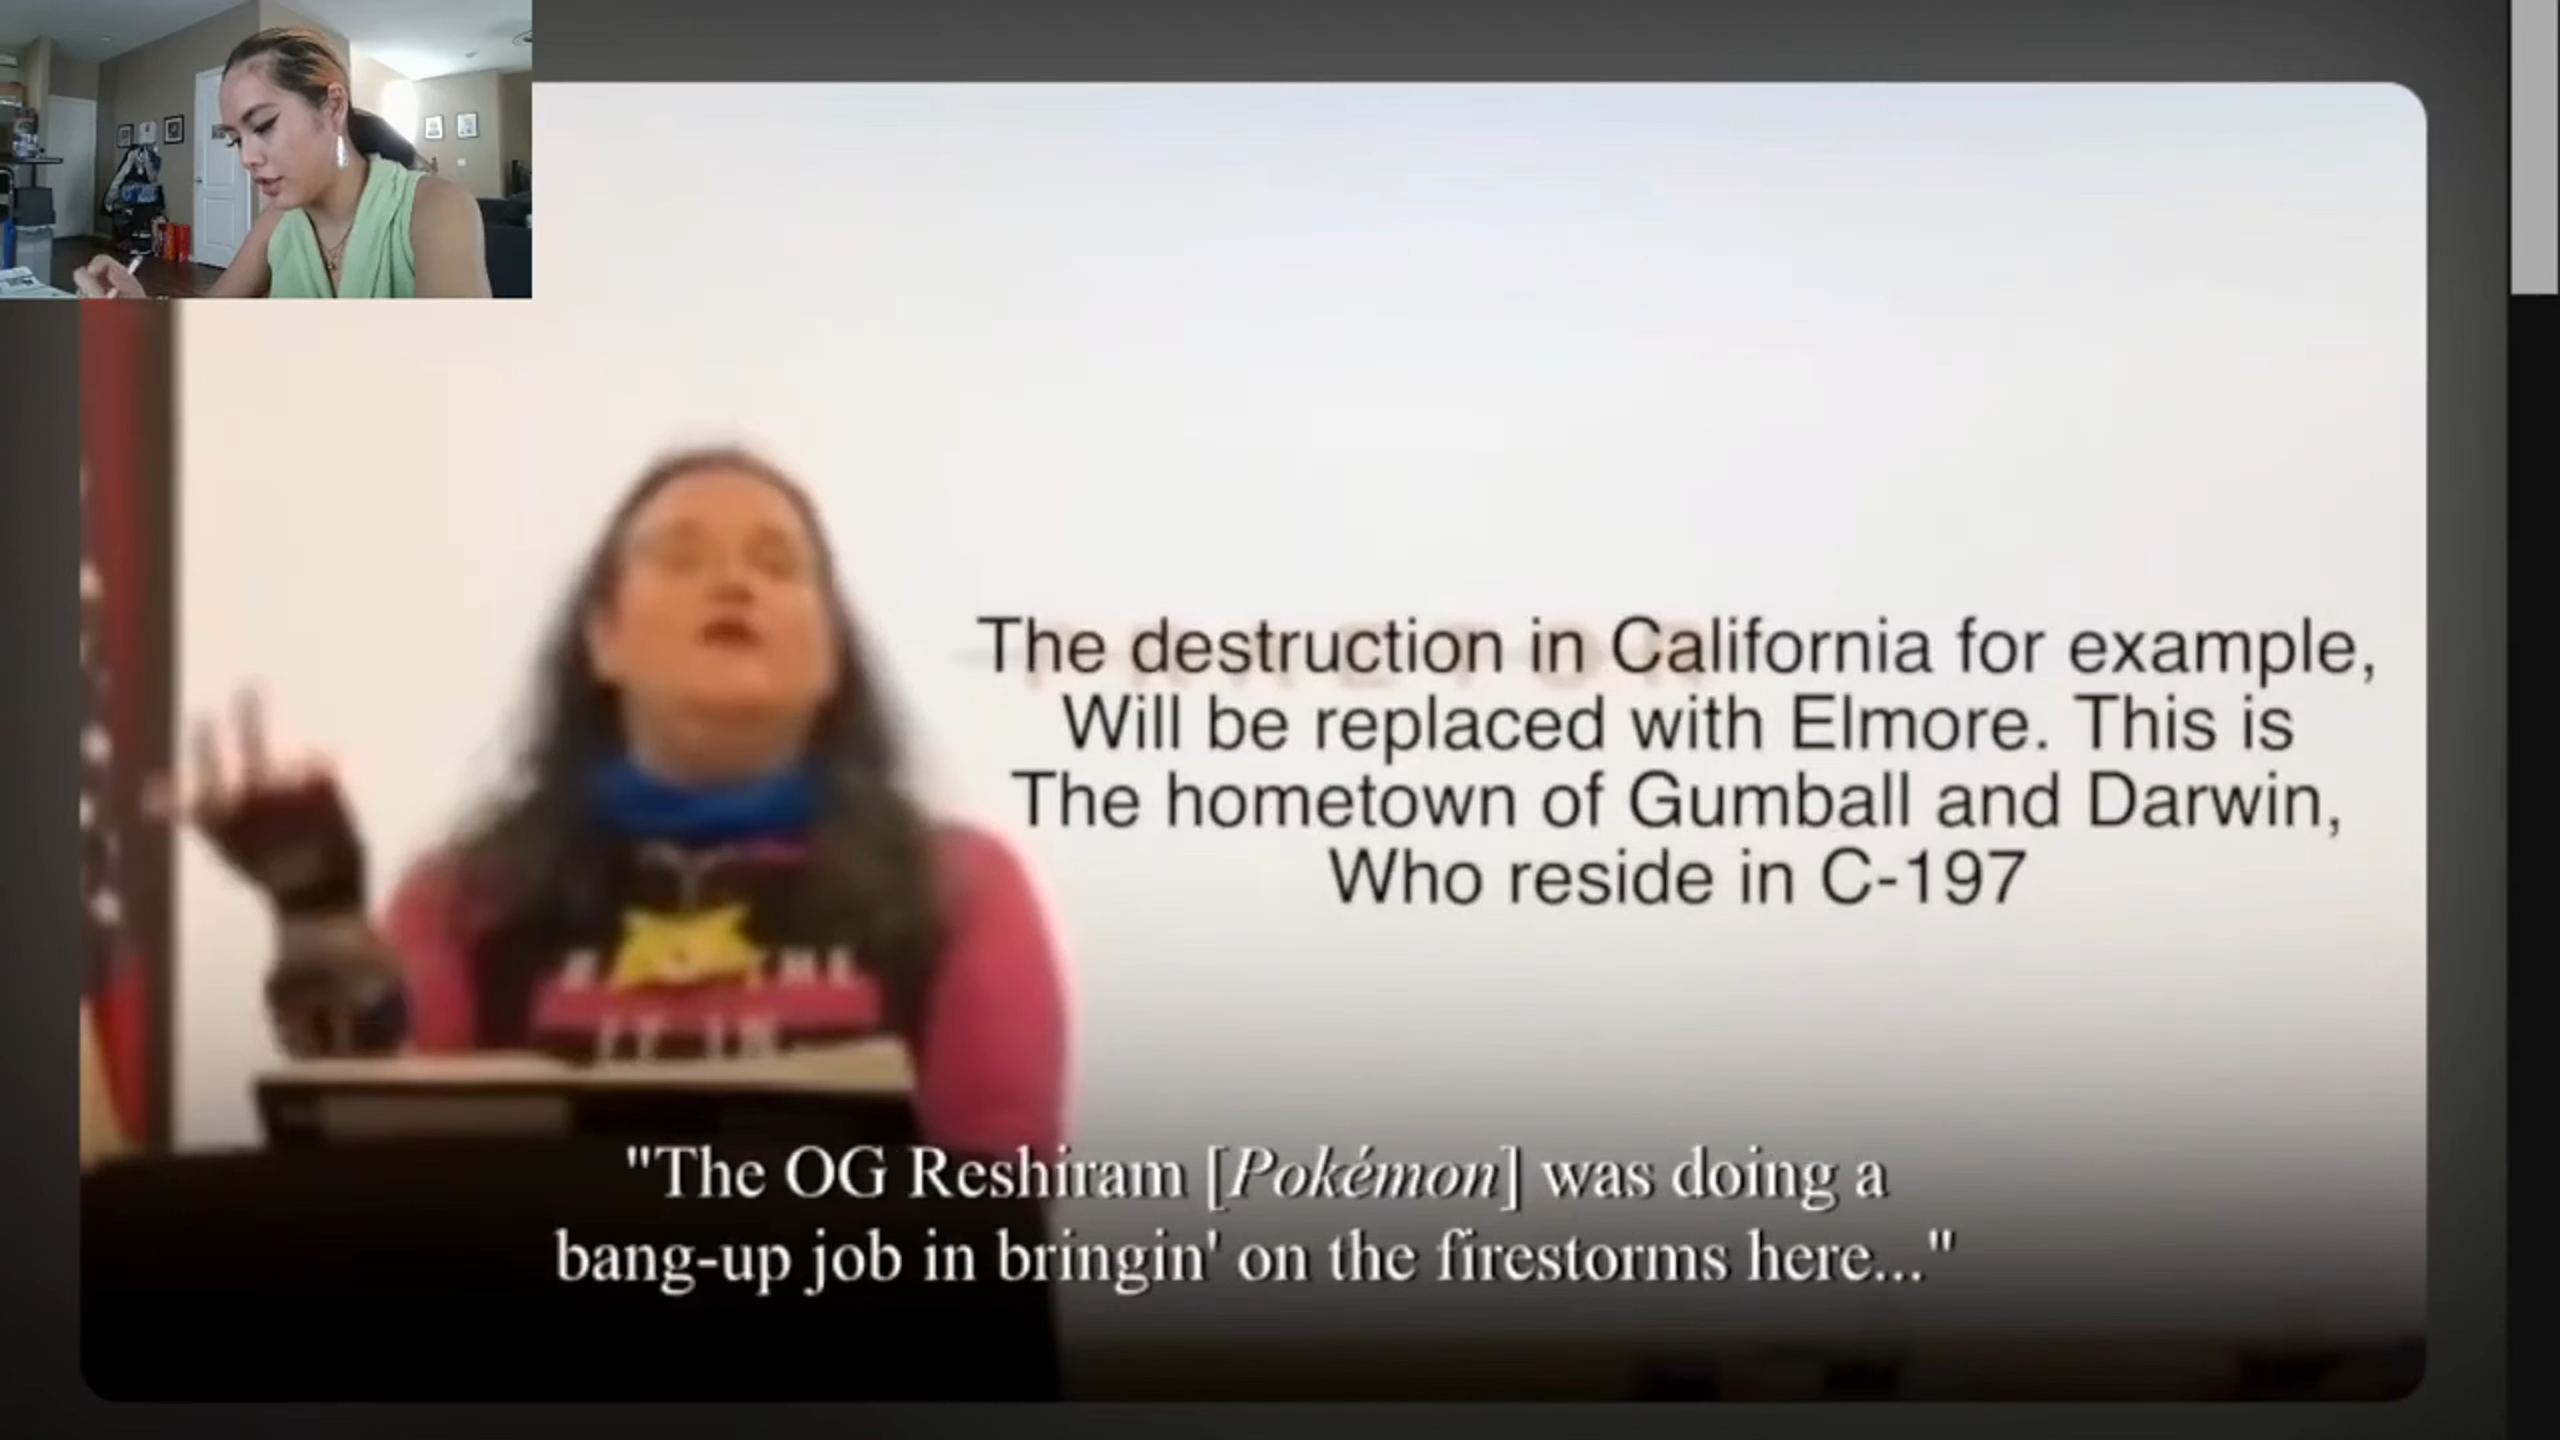 The destruction in California for example,
Will be replaced with Elmore. This is
The hometown of Gumball and Darwin,
Who reside in C-197
IT IN
"The OG Reshiram [Pokémon] was doing a
bang-up job in bringin' on the firestorms here..."